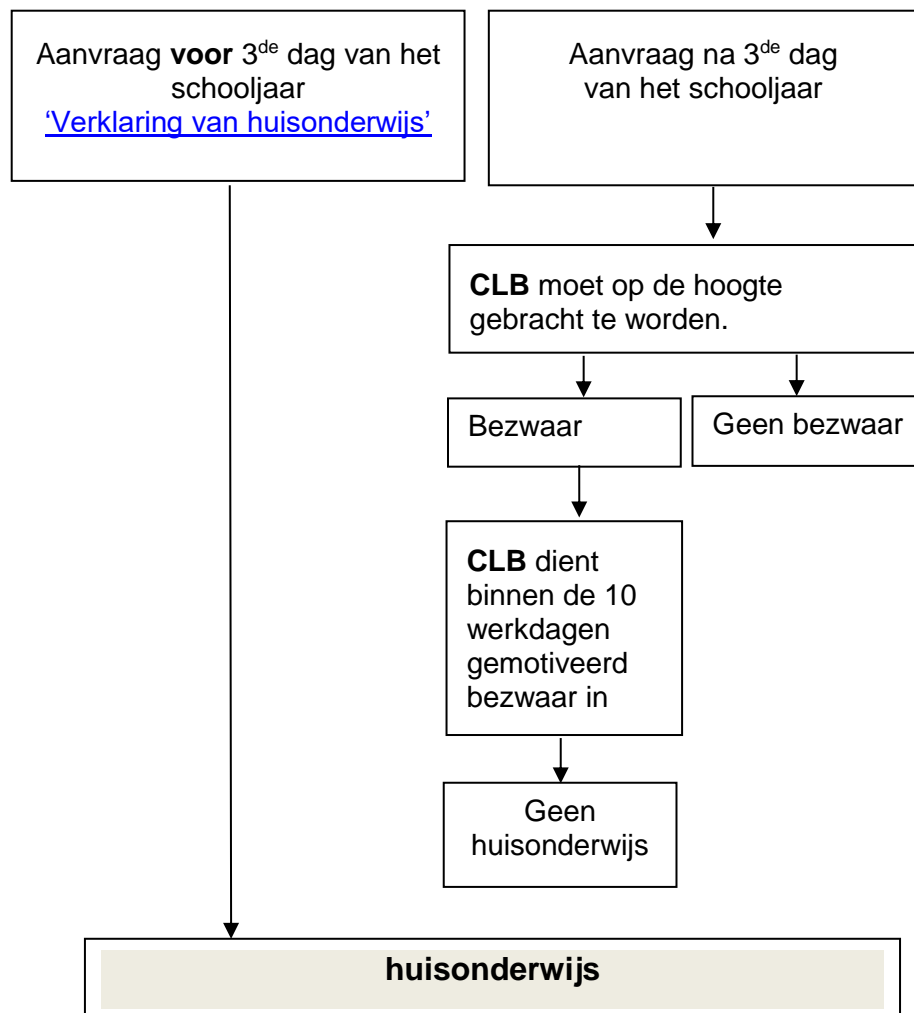 Aanvraag voor 3de dag van het
schooljaar
‘Verklaring van huisonderwijs’
Aanvraag na 3de dag
van het schooljaar
CLB moet op de hoogte
gebracht te worden.
Bezwaar
Geen bezwaar
CLB dient
binnen de 10
werkdagen
gemotiveerd
bezwaar in
Geen
huisonderwijs
huisonderwijs